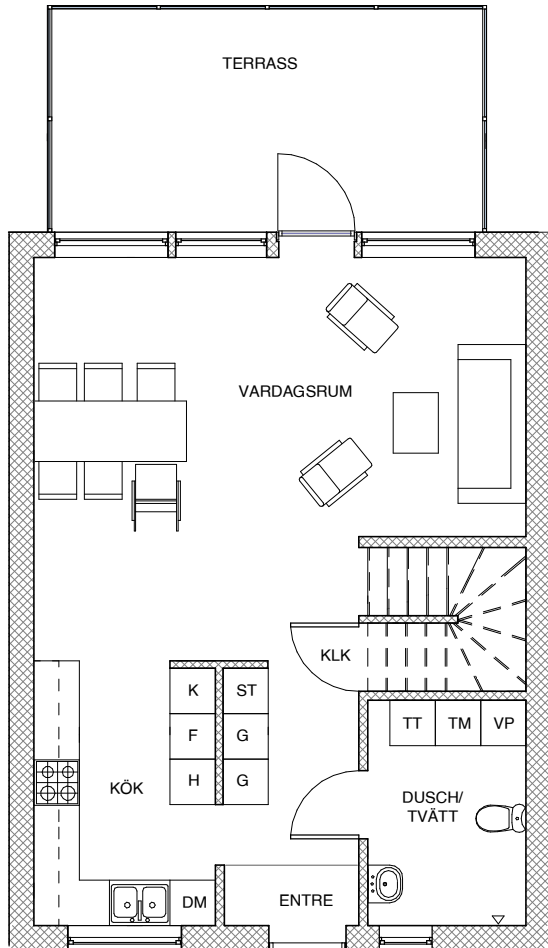 TERRASS
VARDAGSRUM
KLK
K ST
F G
H G
TT TM VP
KÖK
DUSCH/
TVÄTT
DM
ENTRE